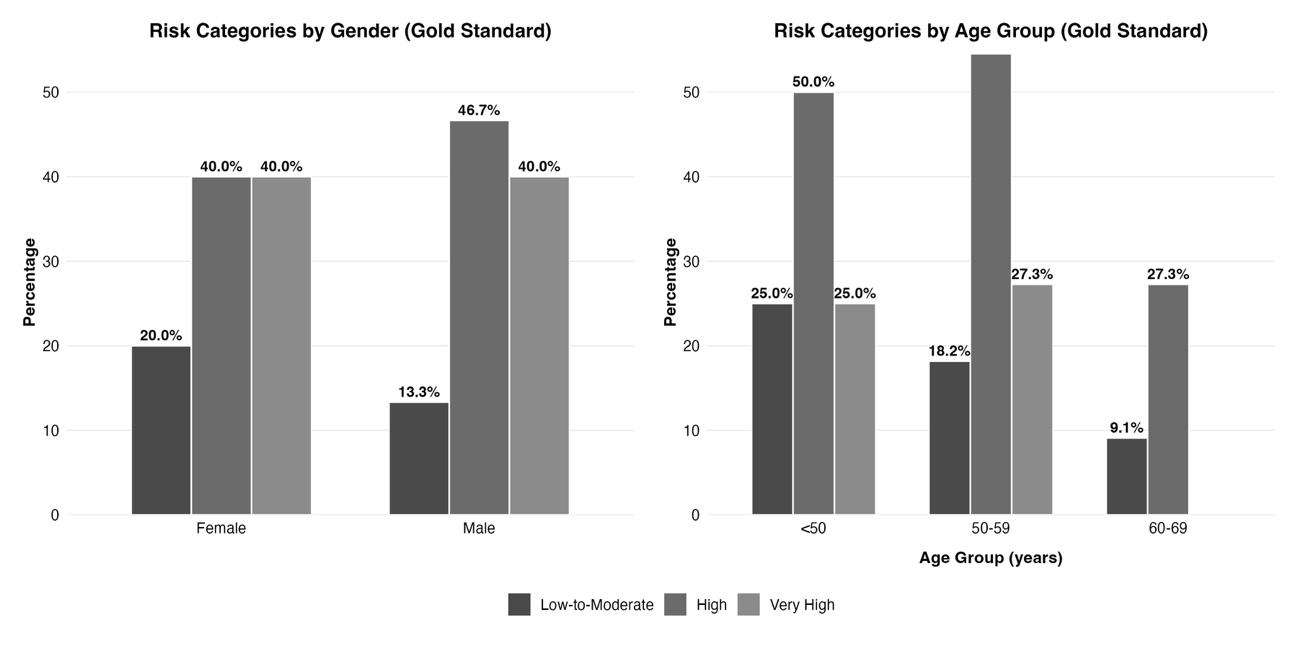 Risk Categories by Gender (Gold Standard)
Percentage
50
40
30
20
10
0
20.0%
40.0%
40.0%
13.3%
46.7%
40.0%
Female
Male
Risk Categories by Age Group (Gold Standard)
Percentage
50
40
30
20
10
0
25.0%
50.0%
25.0%
18.2%
27.3%
9.1%
27.3%
<50
50-59
60-69
Age Group (years)
Low-to-Moderate
High
Very High